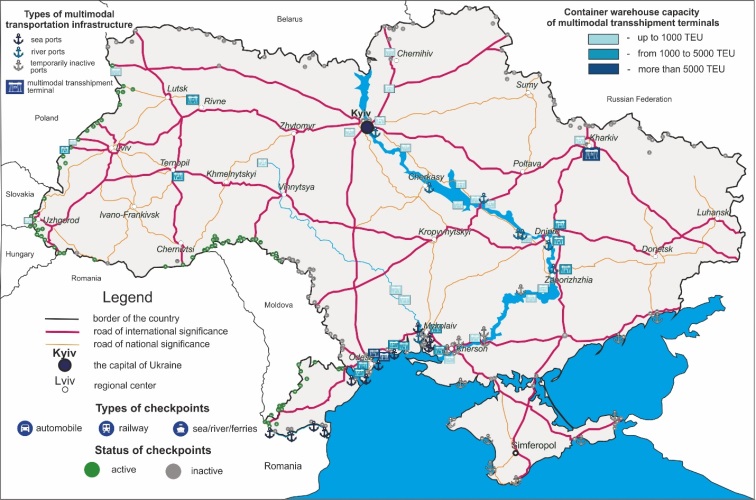 Types of multimodal
transportation infrastructure
sea ports
river ports
temporarily inactive
ports
multimodal transshipment
terminal
Container warehouse capacity
of multimodal transshipment terminals
- up to 1000 TEU
- from 1000 to 5000 TEU
- more than 5000 TEU
Belarus
Russian Federation
Poland
Slovakia
Hungary
Romania
Moldova
Romania
Chernihiv
Sumy
Lutsk
Rivne
Kyiv
Zhytomyr
Kharkiv
Lviv
Ternopil
Khmelnytskyi
Cherkasy
Poltava
Vinnytsya
Uzhgorod
Ivano-Frankivsk
Chernivtsi
Kropyvnytskyi
Dnipro
Luhansk
Donetsk
Zaporizhzhia
Mykolaiv
Kherson
Odesa
Simferopol
Legend
border of the country
road of international significance
road of national significance
Kyiv
the capital of Ukraine
Lviv
regional center
Types of checkpoints
automobile
railway
sea/river/ferries
Status of checkpoints
active
inactive